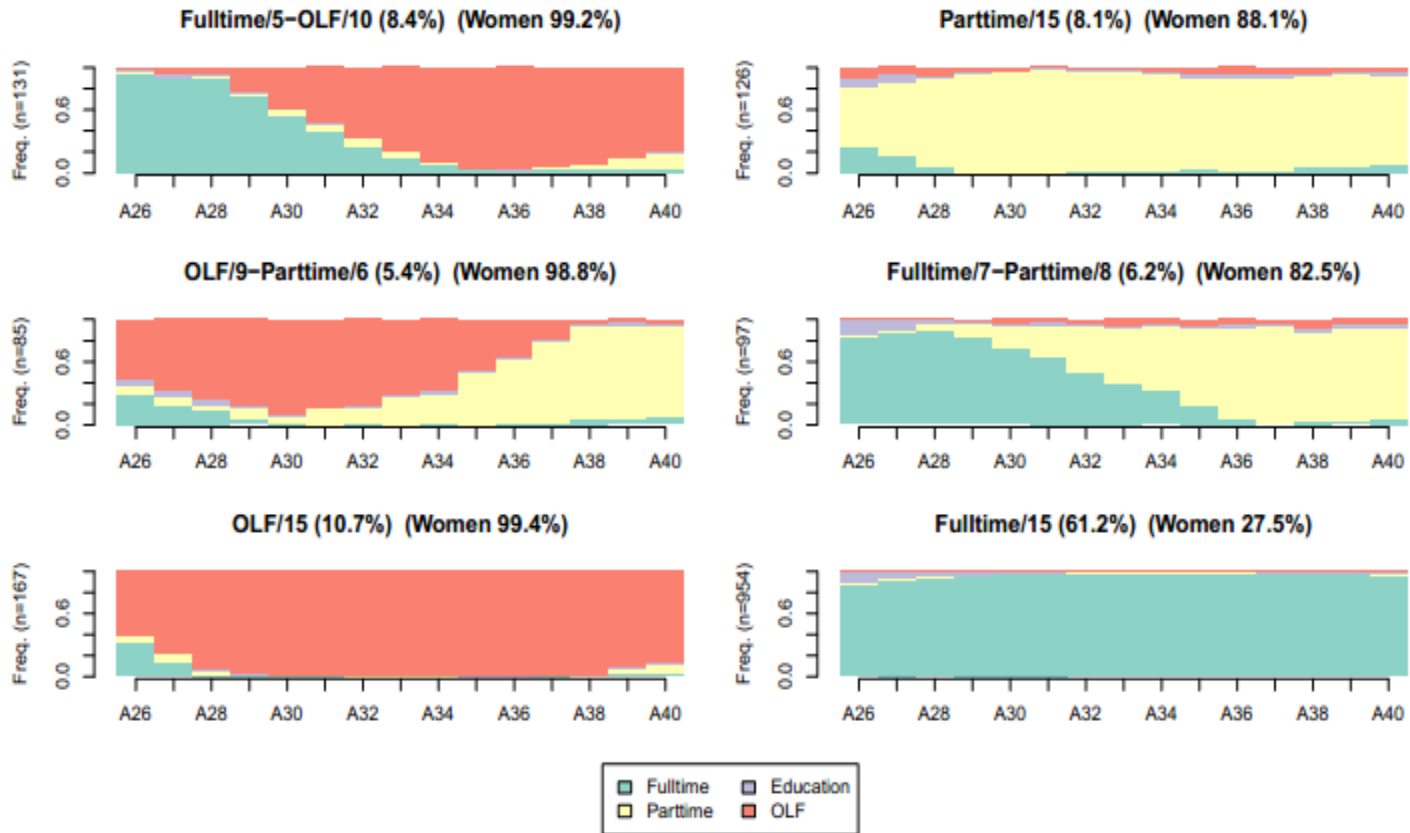 Fulltime/5−OLF/10 (8.4%) (Women 99.2%)
Freq. (n=131)
0.0 0.6
A26 A28 A30 A32 A34 A36 A38 A40
Parttime/15 (8.1%) (Women 88.1%)
Freq. (n=126)
0.0 0.6
A26 A28 A30 A32 A34 A36 A38 A40
OLF/9−Parttime/6 (5.4%) (Women 98.8%)
Freq. (n=85)
0.0 0.6
A26 A28 A30 A32 A34 A36 A38 A40
Fulltime/7−Parttime/8 (6.2%) (Women 82.5%)
Freq. (n=97)
0.0 0.6
A26 A28 A30 A32 A34 A36 A38 A40
OLF/15 (10.7%) (Women 99.4%)
Freq. (n=167)
0.0 0.6
A26 A28 A30 A32 A34 A36 A38 A40
Fulltime/15 (61.2%) (Women 27.5%)
Freq. (n=954)
0.0 0.6
A26 A28 A30 A32 A34 A36 A38 A40
Fulltime Education
Parttime OLF